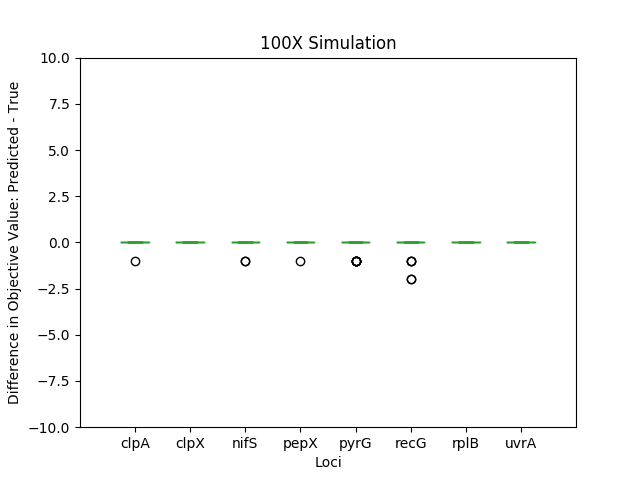 100X Simulation
Difference in Objective Value: Predicted - True
10.0
7.5
5.0
2.5
0.0
−2.5
−5.0
−7.5
−10.0
clpA clpX nifS pepX pyrG recG rplB uvrA
Loci